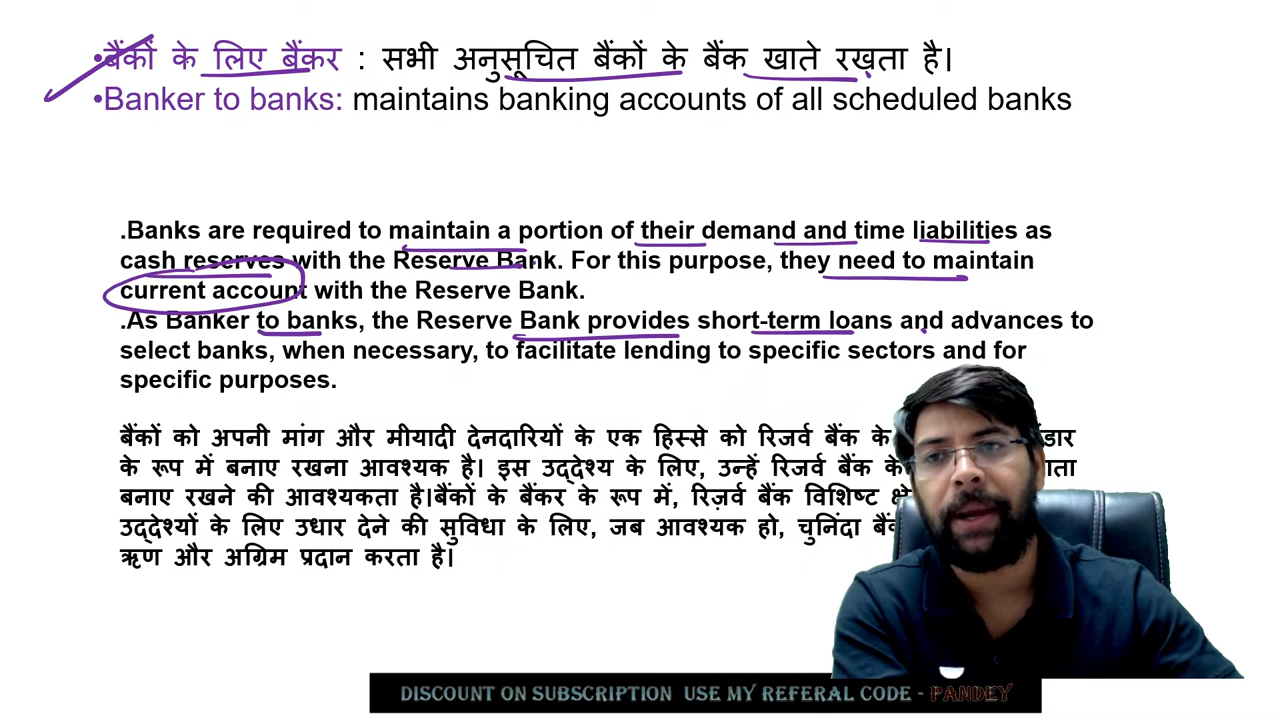 •बैंकों के लिए बैंकर : सभी अनुसूचित बैंकों के बैंक खाते रखता है।
•Banker to banks: maintains banking accounts of all scheduled banks
.Banks are required to maintain a portion of their demand and time liabilities as
cash reserves with the Reserve Bank. For this purpose, they need to maintain
current account with the Reserve Bank.
.As Banker to banks, the Reserve Bank provides short-term loans and advances to
select banks, when necessary, to facilitate lending to specific sectors and for
specific purposes.
बैंकों को अपनी मांग और मीयादी देनदारियों के एक हिस्से को रिजर्व बैंक के
के रूप में बनाए रखना आवश्यक है। इस उद्देश्य के लिए, उन्हें रिजर्व बैंक के
बनाए रखने की आवश्यकता है।बैंकों के बैंकर के रूप में, रिज़र्व बैंक विशिष्ट
उद्देश्यों के लिए उधार देने की सुविधा के लिए, जब आवश्यक हो, चुनिंदा
ऋण और अग्रिम प्रदान करता है।
DISCOUNT ON SUBSCRIPTION USE MY REFERAL CODE - PANDEY